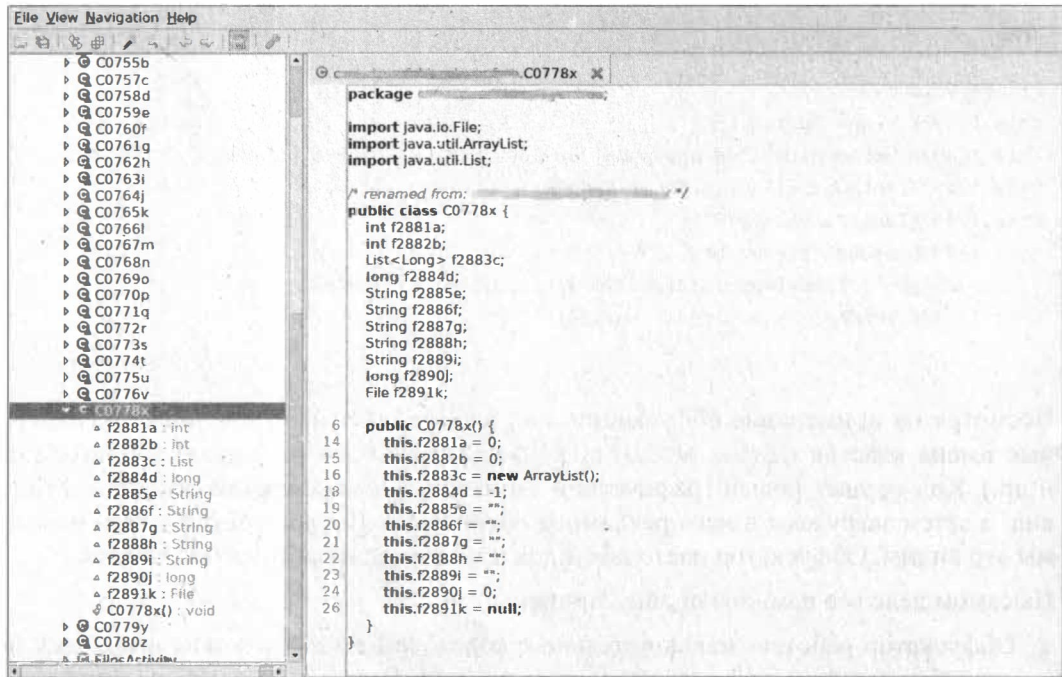 File View Navigation Help
C0755b
C0757c
C0758d
C0759e
C0760f
C0761g
C0762h
C0763i
C0764j
C0765k
C0766l
C0767m
C0768n
C0769o
C0770p
C0771q
C0772r
C0773s
C0774t
C0775u
C0776v
C0778x
f2881a : int
f2882b : int
f2883c : List
f2884d : long
f2885e : String
f2886f : String
f2887g : String
f2888h : String
f2889i : String
f2890j : long
f2891k : File
C0778x() : void
C0779y
C0780z
FilesActivity
.C0778x
package ;
import java.io.File;
import java.util.ArrayList;
import java.util.List;
/* renamed from: */
public class C0778x {
int f2881a;
int f2882b;
List<Long> f2883c;
long f2884d;
String f2885e;
String f2886f;
String f2887g;
String f2888h;
String f2889i;
long f2890j;
File f2891k;
6 public C0778x() {
14 this.f2881a = 0;
15 this.f2882b = 0;
16 this.f2883c = new ArrayList();
18 this.f2884d = -1;
19 this.f2885e = "";
20 this.f2886f = "";
21 this.f2887g = "";
22 this.f2888h = "";
23 this.f2889i = "";
24 this.f2890j = 0;
26 this.f2891k = null;
}
}